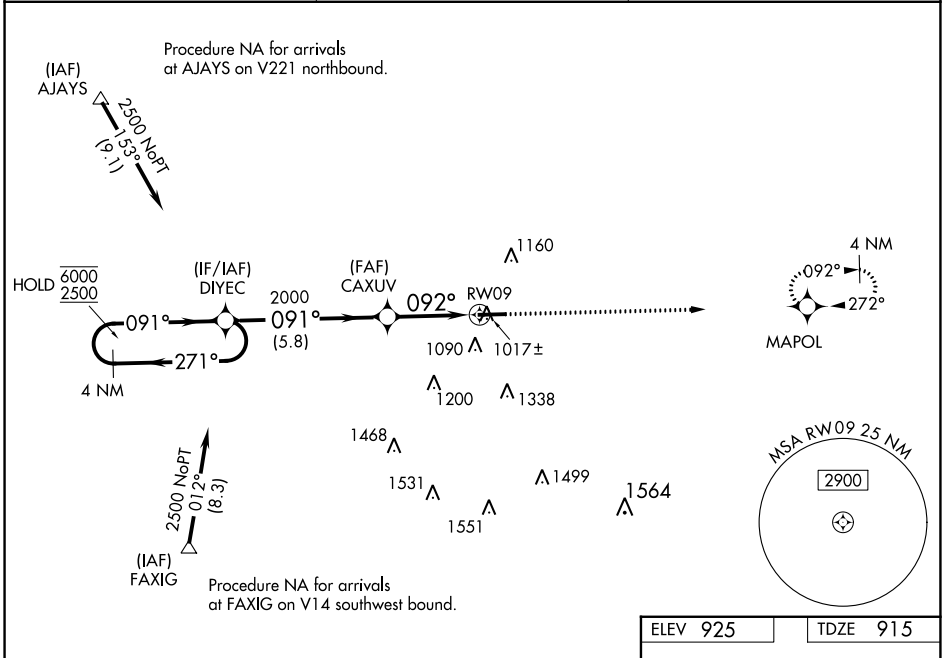 Procedure NA for arrivals
at AJAYS on V221 northbound.
(IAF)
AJAYS
2500 NoPT
153°
(9.1)
1160
4 NM
092°
272°
MAPOL
HOLD
6000
2500
(IF/IAF)
DIYEC
(FAF)
CAXUV
2000
091°
091°
(5.8)
092°
RW09
271°
4 NM
1090
1017±
1200
1338
1468
1531
1499
1551
1564
MSA RW09 25 NM
2900
2500 NoPT
012°
(8.3)
(IAF)
FAXIG
Procedure NA for arrivals
at FAXIG on V14 southwest bound.
ELEV 925
TDZE 915